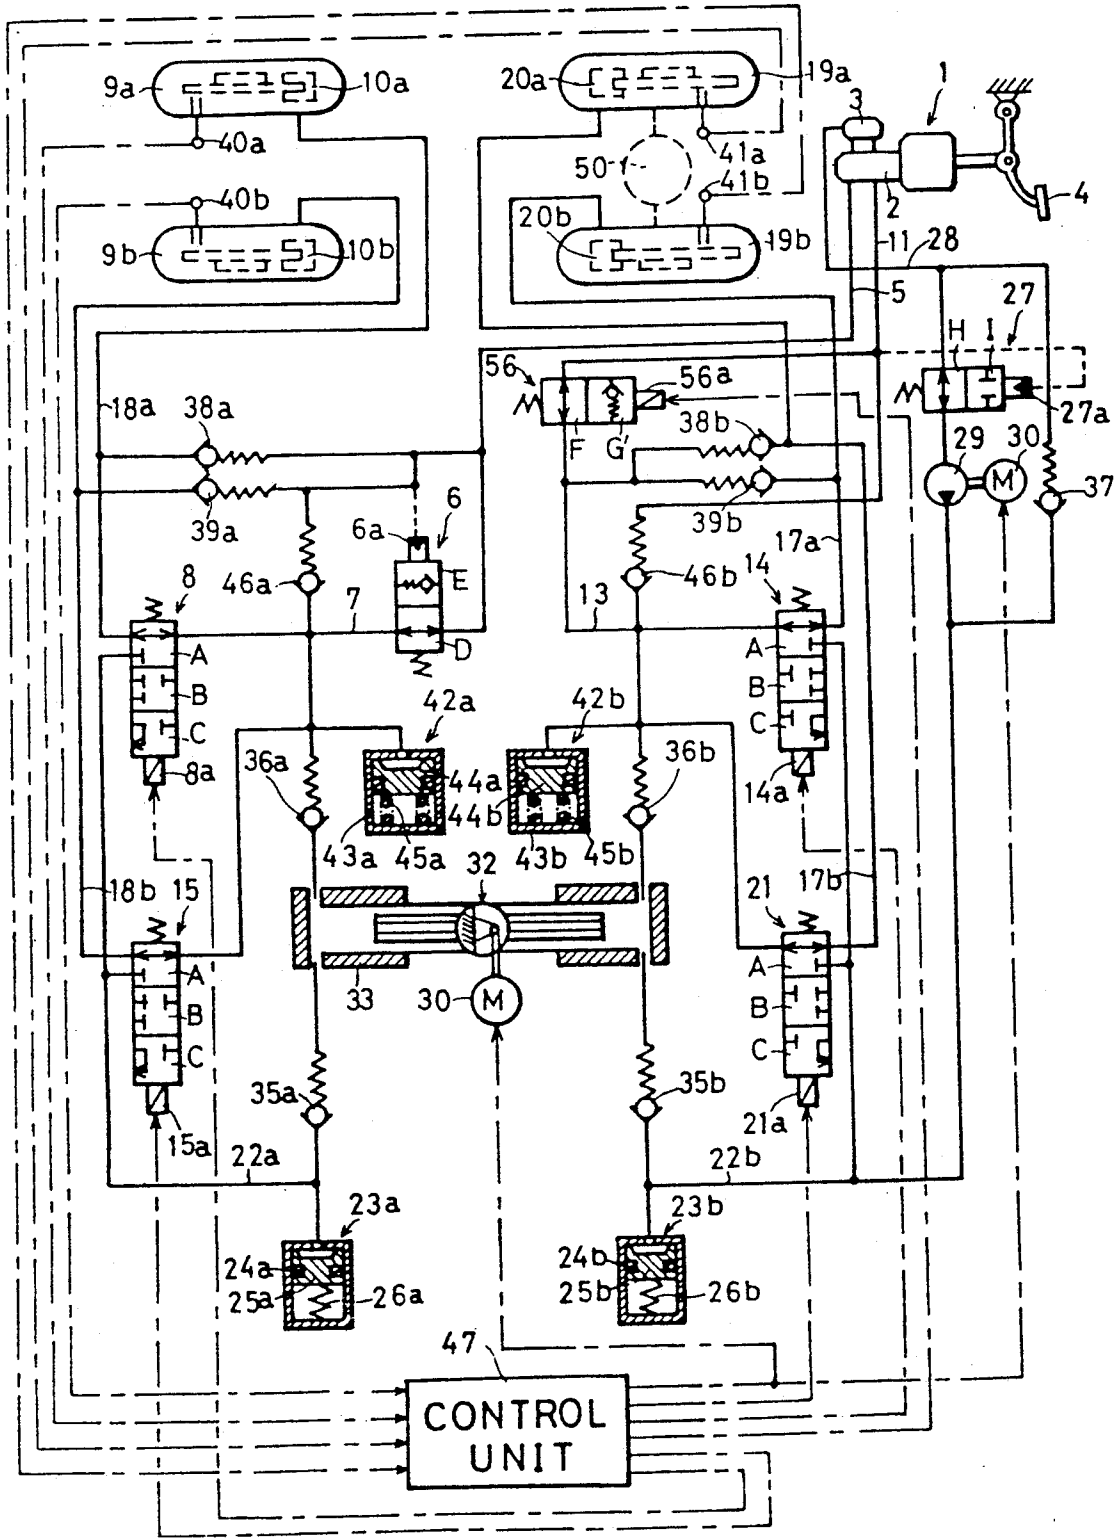 9a
10a
20a
19a
1
3
40a
50
41a
40b
41b
2
4
20b
9b
10b
19b
11
28
5
27
H
I
56
56a
27a
18a
38a
F
G'
38b
29
30
M
37
39a
6
6a
39b
17a
8
46a
E
46b
14
7
13
A
D
A
B
B
42a
42b
C
C
8a
36a
44a
44b
36b
14a
43a
45a
43b
45b
32
18b
15
17b
21
A
A
33
30
M
B
B
C
C
35a
35b
15a
21a
22a
22b
23a
23b
24a
24b
25a
26a
25b
26b
47
CONTROL
UNIT